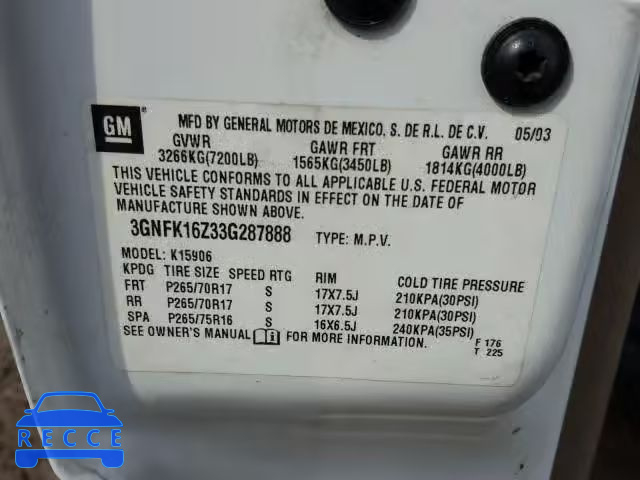 GM ®
MFD BY GENERAL MOTORS DE MEXICO, S. DE R.L. DE C.V. 05/03
GVWR GAWR FRT GAWR RR
3266KG(7200LB) 1565KG(3450LB) 1814KG(4000LB)
THIS VEHICLE CONFORMS TO ALL APPLICABLE U.S. FEDERAL MOTOR
VEHICLE SAFETY STANDARDS IN EFFECT ON THE DATE OF
MANUFACTURE SHOWN ABOVE.
3GNFK16Z33G287888 TYPE: M.P.V.
MODEL: K15906
KPDG TIRE SIZE SPEED RTG RIM COLD TIRE PRESSURE
FRT P265/70R17 S 17X7.5J 210KPA(30PSI)
RR P265/70R17 S 17X7.5J 210KPA(30PSI)
SPA P265/75R16 S 16X6.5J 240KPA(35PSI)
SEE OWNER'S MANUAL FOR MORE INFORMATION.
F 176
T 225
RECCE